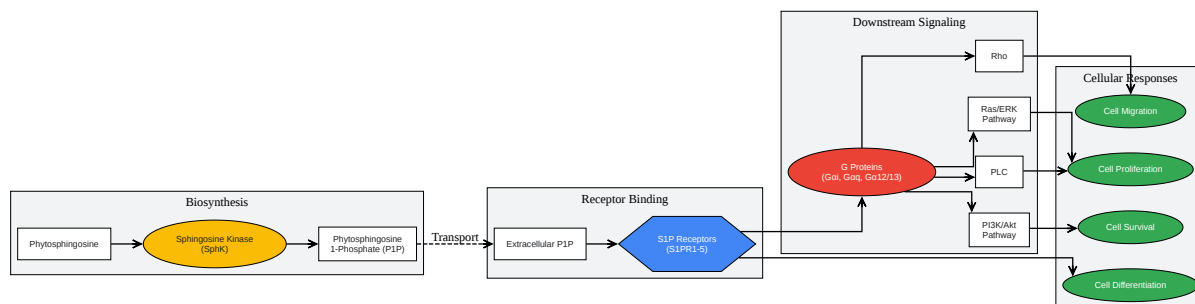 Biosynthesis
Phytosphingosine
Sphingosine Kinase
(SphK)
Phytosphingosine
1-Phosphate (P1P)
Transport
Receptor Binding
Extracellular P1P
S1P Receptors
(S1PR1-5)
Downstream Signaling
G Proteins
(Gαi, Gαq, Gα12/13)
Rho
Ras/ERK
Pathway
PLC
PI3K/Akt
Pathway
Cellular Responses
Cell Migration
Cell Proliferation
Cell Survival
Cell Differentiation